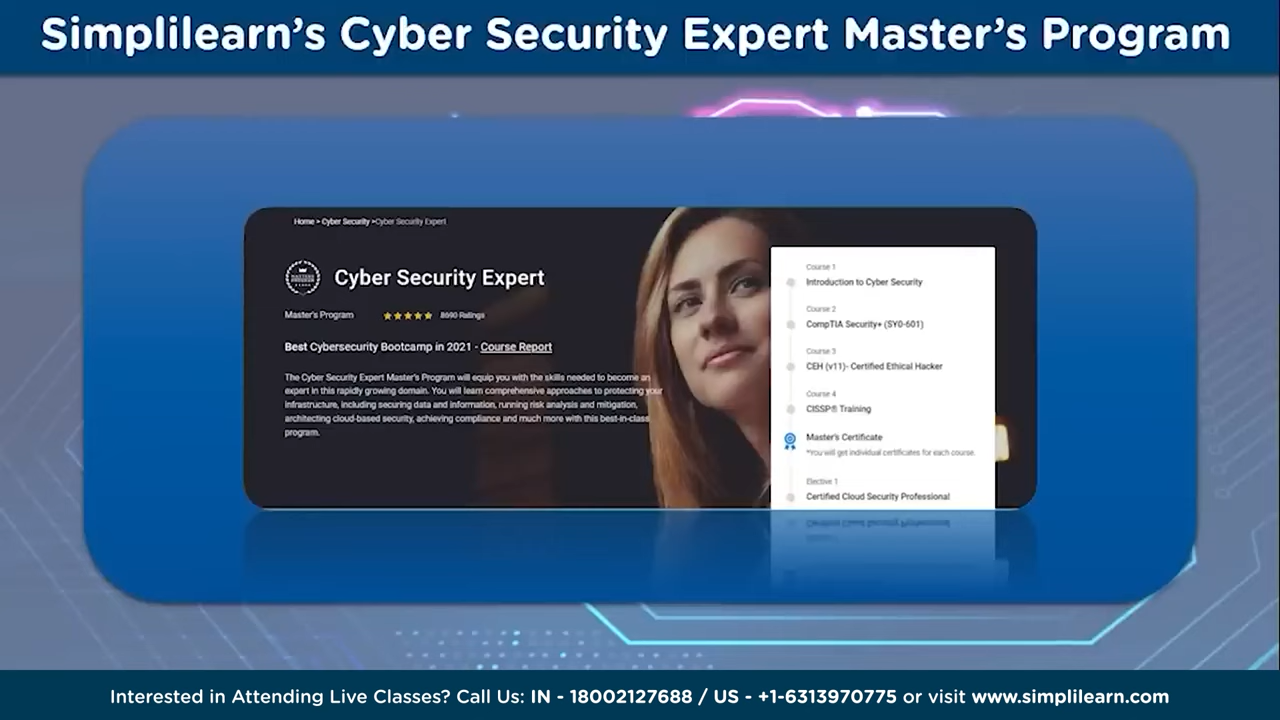 Simplilearn's Cyber Security Expert Master's Program
Home > Cyber Security >Cyber Security Expert
Cyber Security Expert
Master's Program
8690 Ratings
Best Cybersecurity Bootcamp in 2021 - Course Report
The Cyber Security Expert Master's Program will equip you with the skills needed to become an
expert in this rapidly growing domain. You will learn comprehensive approaches to protecting your
infrastructure, including securing data and information, running risk analysis and mitigation,
architecting cloud-based security, achieving compliance and much more with this best-in-class
program.
Course 1
Introduction to Cyber Security
Course 2
CompTIA Security+ (SY0-601)
Course 3
CEH (v11)- Certified Ethical Hacker
Course 4
CISSP® Training
Master's Certificate
*You will get individual certificates for each course.
Elective 1
Certified Cloud Security Professional
Interested in Attending Live Classes? Call Us: IN - 18002127688 / US - +1-6313970775 or visit www.simplilearn.com